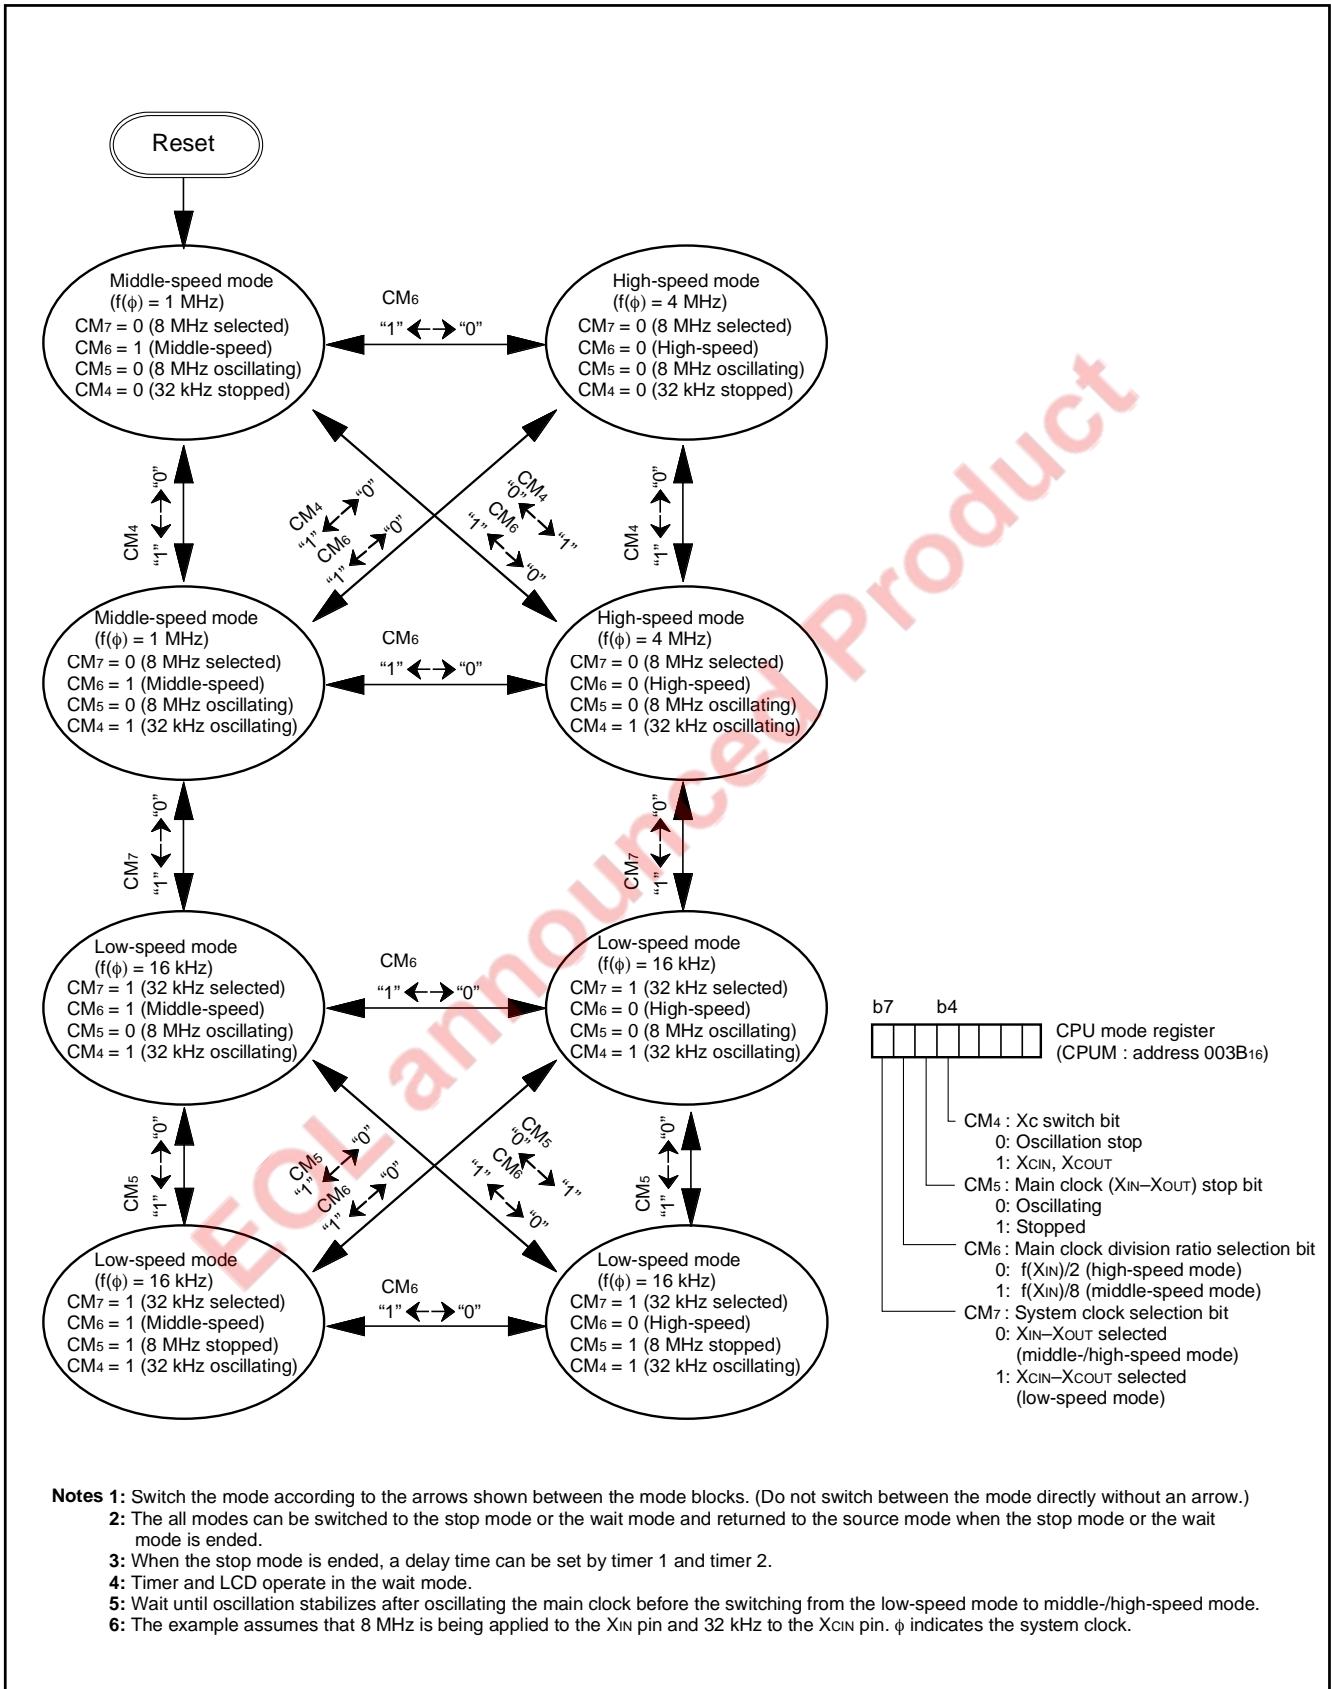 Reset
Middle-speed mode
(f(ϕ) = 1 MHz)
CM7 = 0 (8 MHz selected)
CM6 = 1 (Middle-speed)
CM5 = 0 (8 MHz oscillating)
CM4 = 0 (32 kHz stopped)
CM6
“1” “0”
High-speed mode
(f(ϕ) = 4 MHz)
CM7 = 0 (8 MHz selected)
CM6 = 0 (High-speed)
CM5 = 0 (8 MHz oscillating)
CM4 = 0 (32 kHz stopped)
CM4
“1” “0”
CM4
“1” “0”
CM6
“1” “0”
CM4
“0” “1”
CM6
“1” “0”
CM4
“1” “0”
Middle-speed mode
(f(ϕ) = 1 MHz)
CM7 = 0 (8 MHz selected)
CM6 = 1 (Middle-speed)
CM5 = 0 (8 MHz oscillating)
CM4 = 1 (32 kHz oscillating)
CM6
“1” “0”
High-speed mode
(f(ϕ) = 4 MHz)
CM7 = 0 (8 MHz selected)
CM6 = 0 (High-speed)
CM5 = 0 (8 MHz oscillating)
CM4 = 1 (32 kHz oscillating)
CM7
“1” “0”
CM7
“1” “0”
Low-speed mode
(f(ϕ) = 16 kHz)
CM7 = 1 (32 kHz selected)
CM6 = 1 (Middle-speed)
CM5 = 0 (8 MHz oscillating)
CM4 = 1 (32 kHz oscillating)
CM6
“1” “0”
Low-speed mode
(f(ϕ) = 16 kHz)
CM7 = 1 (32 kHz selected)
CM6 = 0 (High-speed)
CM5 = 0 (8 MHz oscillating)
CM4 = 1 (32 kHz oscillating)
CM5
“1” “0”
CM5
“1” “0”
CM6
“1” “0”
CM5
“0” “1”
CM6
“1” “0”
CM5
“1” “0”
Low-speed mode
(f(ϕ) = 16 kHz)
CM7 = 1 (32 kHz selected)
CM6 = 1 (Middle-speed)
CM5 = 1 (8 MHz stopped)
CM4 = 1 (32 kHz oscillating)
CM6
“1” “0”
Low-speed mode
(f(ϕ) = 16 kHz)
CM7 = 1 (32 kHz selected)
CM6 = 0 (High-speed)
CM5 = 1 (8 MHz stopped)
CM4 = 1 (32 kHz oscillating)
b7 b4
CPU mode register
(CPUM : address 003B16)
CM4 : Xc switch bit
0: Oscillation stop
1: XCIN, XCOUT
CM5 : Main clock (XIN–XOUT) stop bit
0: Oscillating
1: Stopped
CM6 : Main clock division ratio selection bit
0: f(XIN)/2 (high-speed mode)
1: f(XIN)/8 (middle-speed mode)
CM7 : System clock selection bit
0: XIN–XOUT selected
(middle-/high-speed mode)
1: XCIN–XCOUT selected
(low-speed mode)
EOL announced Product
Notes 1: Switch the mode according to the arrows shown between the mode blocks. (Do not switch between the mode directly without an arrow.)
2: The all modes can be switched to the stop mode or the wait mode and returned to the source mode when the stop mode or the wait
mode is ended.
3: When the stop mode is ended, a delay time can be set by timer 1 and timer 2.
4: Timer and LCD operate in the wait mode.
5: Wait until oscillation stabilizes after oscillating the main clock before the switching from the low-speed mode to middle-/high-speed mode.
6: The example assumes that 8 MHz is being applied to the XIN pin and 32 kHz to the XCIN pin. ϕ indicates the system clock.